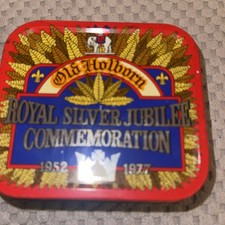 Old Holborn
ROYAL SILVER JUBILEE
COMMEMORATION
1952 1977